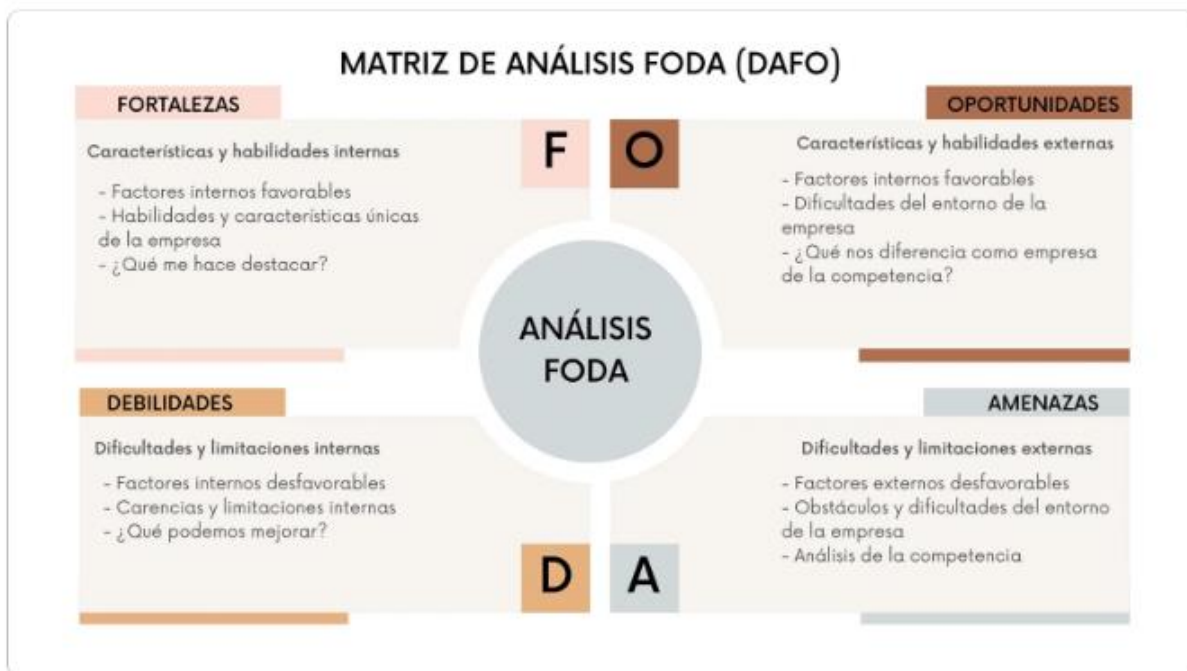 MATRIZ DE ANÁLISIS FODA (DAFO)
FORTALEZAS
Características y habilidades internas
- Factores internos favorables
- Habilidades y características únicas
de la empresa
- ¿Qué me hace destacar?
F
O
OPORTUNIDADES
Características y habilidades externas
- Factores internos favorables
- Dificultades del entorno de la
empresa
- ¿Qué nos diferencia como empresa
de la competencia?
ANÁLISIS
FODA
DEBILIDADES
Dificultades y limitaciones internas
- Factores internos desfavorables
- Carencias y limitaciones internas
- ¿Qué podemos mejorar?
D
A
AMENAZAS
Dificultades y limitaciones externas
- Factores externos desfavorables
- Obstáculos y dificultades del entorno
de la empresa
- Análisis de la competencia